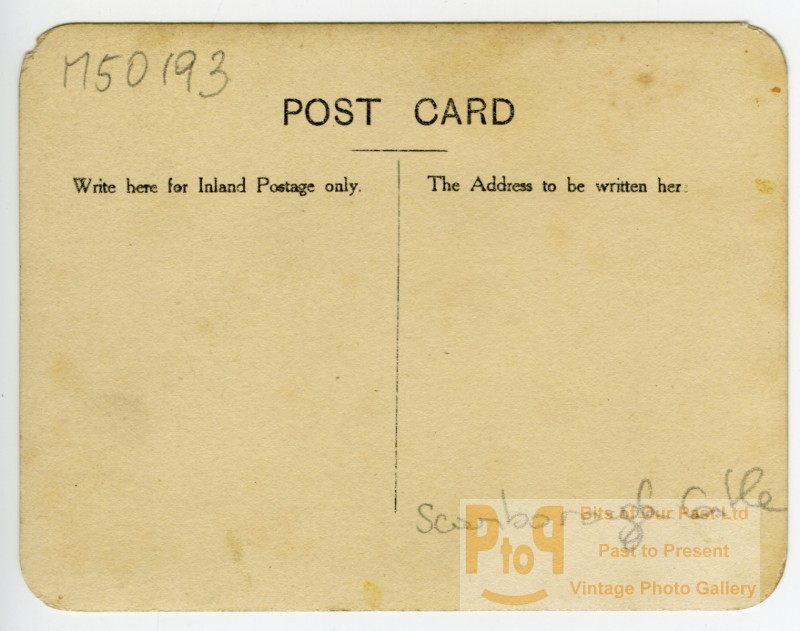 M50193
POST CARD
Write here for Inland Postage only.
The Address to be written her
Scarborough Castle
PtoP
Bits of Our Past Ltd
Past to Present
Vintage Photo Gallery